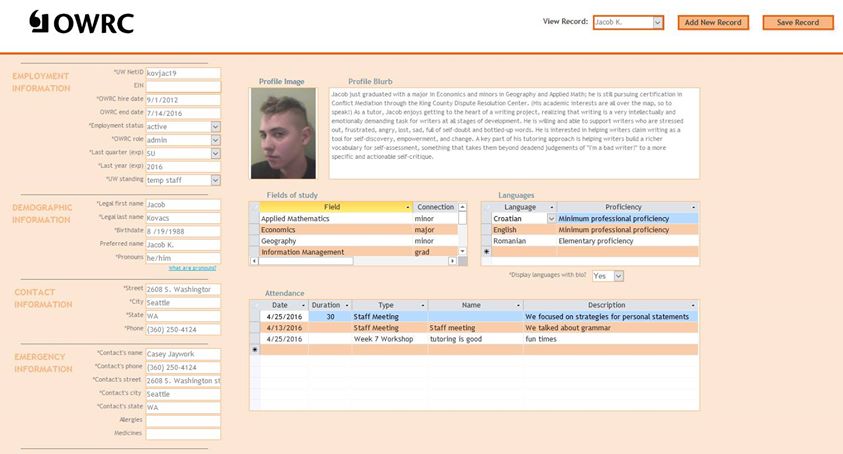 OWRC
View Record: Jacob K. Add New Record Save Record
EMPLOYMENT INFORMATION
*UW NetID kovjac19
EIN
*OWRC hire date 9/1/2012
OWRC end date 7/14/2016
*Employment status active
*OWRC role admin
*Last quarter (exp) SU
*Last year (exp) 2016
*UW standing temp staff
DEMOGRAPHIC INFORMATION
*Legal first name Jacob
*Legal last name Kovacs
*Birthdate 8 /19/1988
Preferred name Jacob K.
*Pronouns he/him
What are pronouns?
CONTACT INFORMATION
*Street 2608 S. Washington
*City Seattle
*State WA
*Phone (360) 250-4124
EMERGENCY INFORMATION
*Contact's name Casey Jaywork
*Contact's phone (360) 250-4124
*Contact's street 2608 S. Washington st
*Contact's city Seattle
*Contact's state WA
Allergies
Medicines
Profile Image
Profile Blurb
Jacob just graduated with a major in Economics and minors in Geography and Applied Math; he is still pursuing certification in
Conflict Mediation through the King County Dispute Resolution Center. (His academic interests are all over the map, so to
speak!) As a tutor, Jacob enjoys getting to the heart of a writing project, realizing that writing is a very intellectually and
emotionally demanding task for writers at all stages of development. He is willing and able to support writers who are stressed
out, frustrated, angry, lost, sad, full of self-doubt and bottled-up words. He is interested in helping writers claim writing as a
tool for self-discovery, empowerment, and change. A key part of his tutoring approach is helping writers build a richer
vocabulary for self-assessment, something that takes them beyond deadend judgements of "I'm a bad writer!" to a more
specific and actionable self-critique.
Fields of study
Field Connection
Applied Mathematics minor
Economics major
Geography minor
Information Management grad
Languages
Language Proficiency
Croatian Minimum professional proficiency
English Minimum professional proficiency
Romanian Elementary proficiency
*Display languages with bio? Yes
Attendance
Date Duration Type Name Description
4/25/2016 30 Staff Meeting We focused on strategies for personal statements
4/13/2016 Staff Meeting Staff meeting We talked about grammar
4/25/2016 Week 7 Workshop tutoring is good fun times